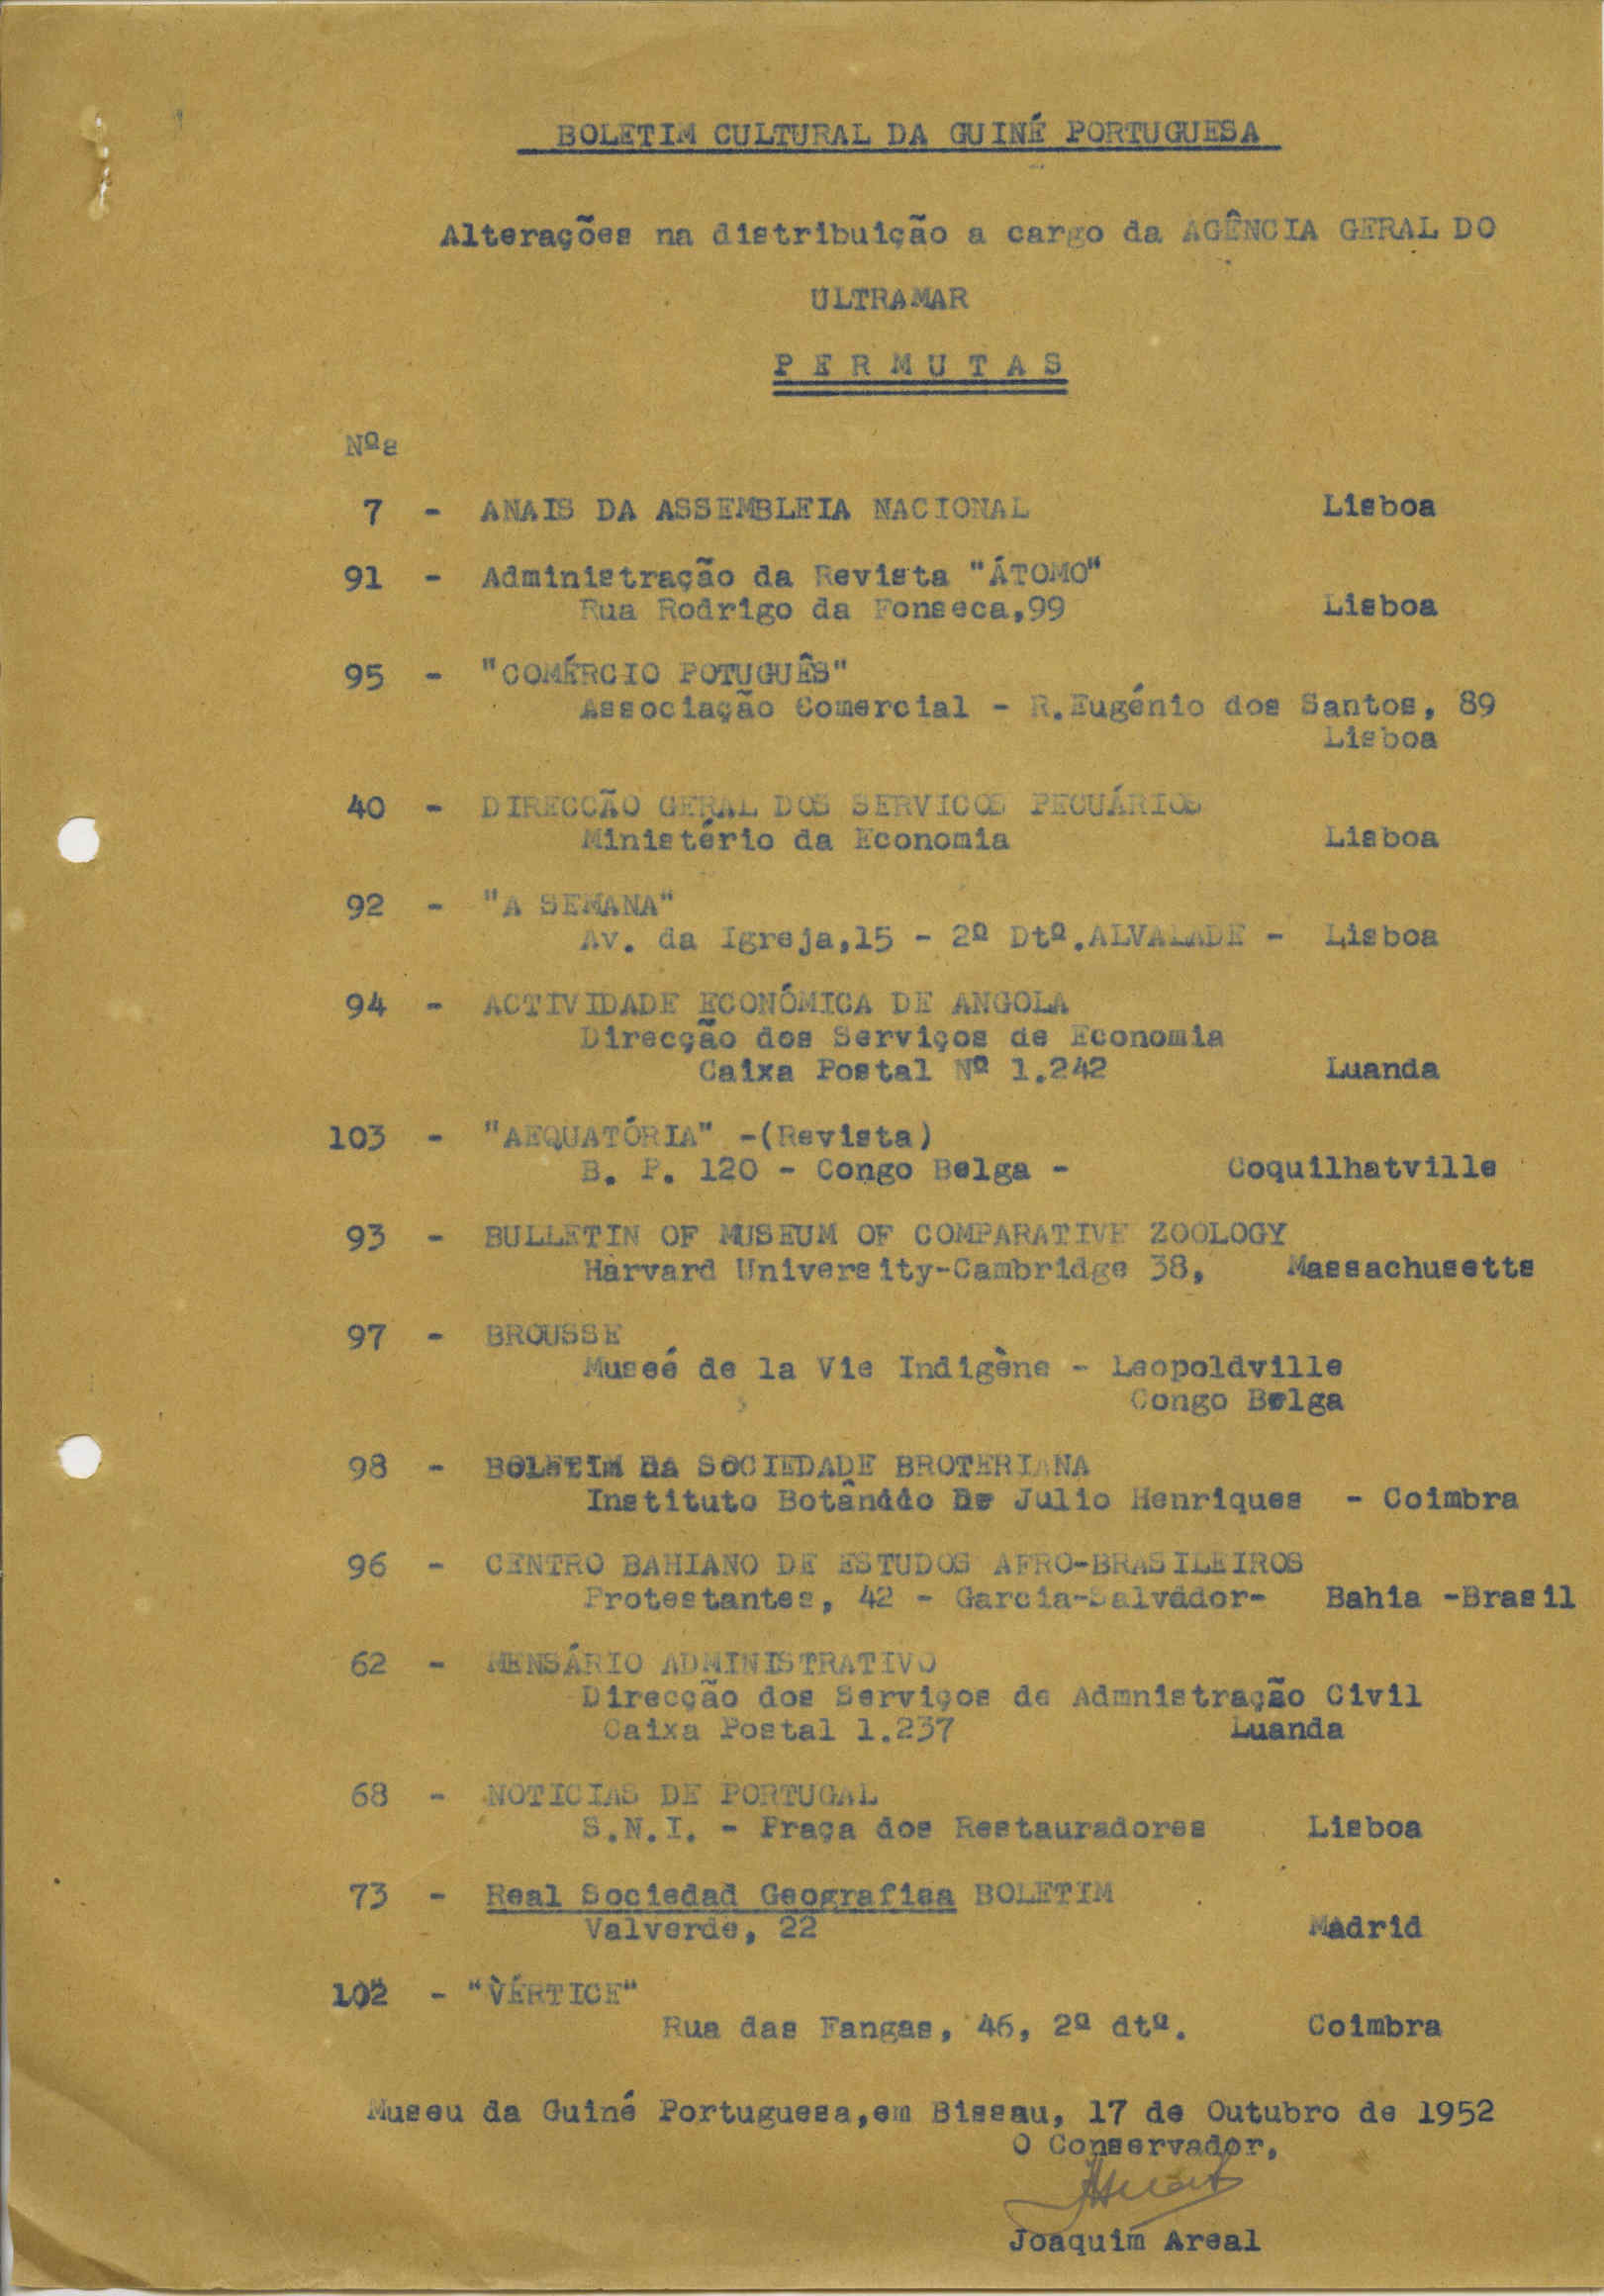 BOLETIM CULTURAL DA GUINÉ PORTUGUESA
Alterações na distribuição a cargo da AGÊNCIA GERAL DO
ULTRAMAR
P E R M U T A S
Nºs
7 - ANAIS DA ASSEMBLEIA NACIONAL Lisboa
91 - Administração da Revista "ÁTOMO"
Rua Rodrigo da Fonseca,99 Lisboa
95 - "COMÉRCIO POTUGUÊS"
Associação Comercial - R.Eugénio dos Santos, 89
Lisboa
40 - DIRECCÃO GERAL DOS SERVICOS PECUÁRIOS
Ministério da Economia Lisboa
92 - "A SEMANA"
Av. da Igreja,15 - 2º Dtº.ALVALADE - Lisboa
94 - ACTIVIDADE ECONÓMICA DE ANGOLA
Direcção dos Serviços de Economia
Caixa Postal Nº 1.242 Luanda
103 - "AEQUATÓRIA" -(Revista)
B. P. 120 - Congo Belga - Coquilhatville
93 - BULLETIN OF MUSEUM OF COMPARATIVE ZOOLOGY
Harvard University-Cambridge 38, Massachusetts
97 - BROUSSE
Museé de la Vie Indigène - Leopoldville
Congo Belga
98 - BOLETIM DA SOCIEDADE BROTERIANA
Instituto Botânico De Julio Henriques - Coimbra
96 - CENTRO BAHIANO DE ESTUDOS AFRO-BRASILEIROS
Protestantes, 42 - Garcia-Salvador- Bahia -Brasil
62 - MENSÁRIO ADMINISTRATIVO
Direcção dos Serviços de Admnistração Civil
Caixa Postal 1.237 Luanda
68 - NOTICIAS DE PORTUGAL
S.N.I. - Praça dos Restauradores Lisboa
73 - Real Sociedad Geografica BOLETIM
Valverde, 22 Madrid
102 - "VÉRTICE"
Rua das Fangas, 46, 2º dtº. Coimbra
Museu da Guiné Portuguesa,em Bissau, 17 de Outubro de 1952
O Conservador,
Joaquim Areal